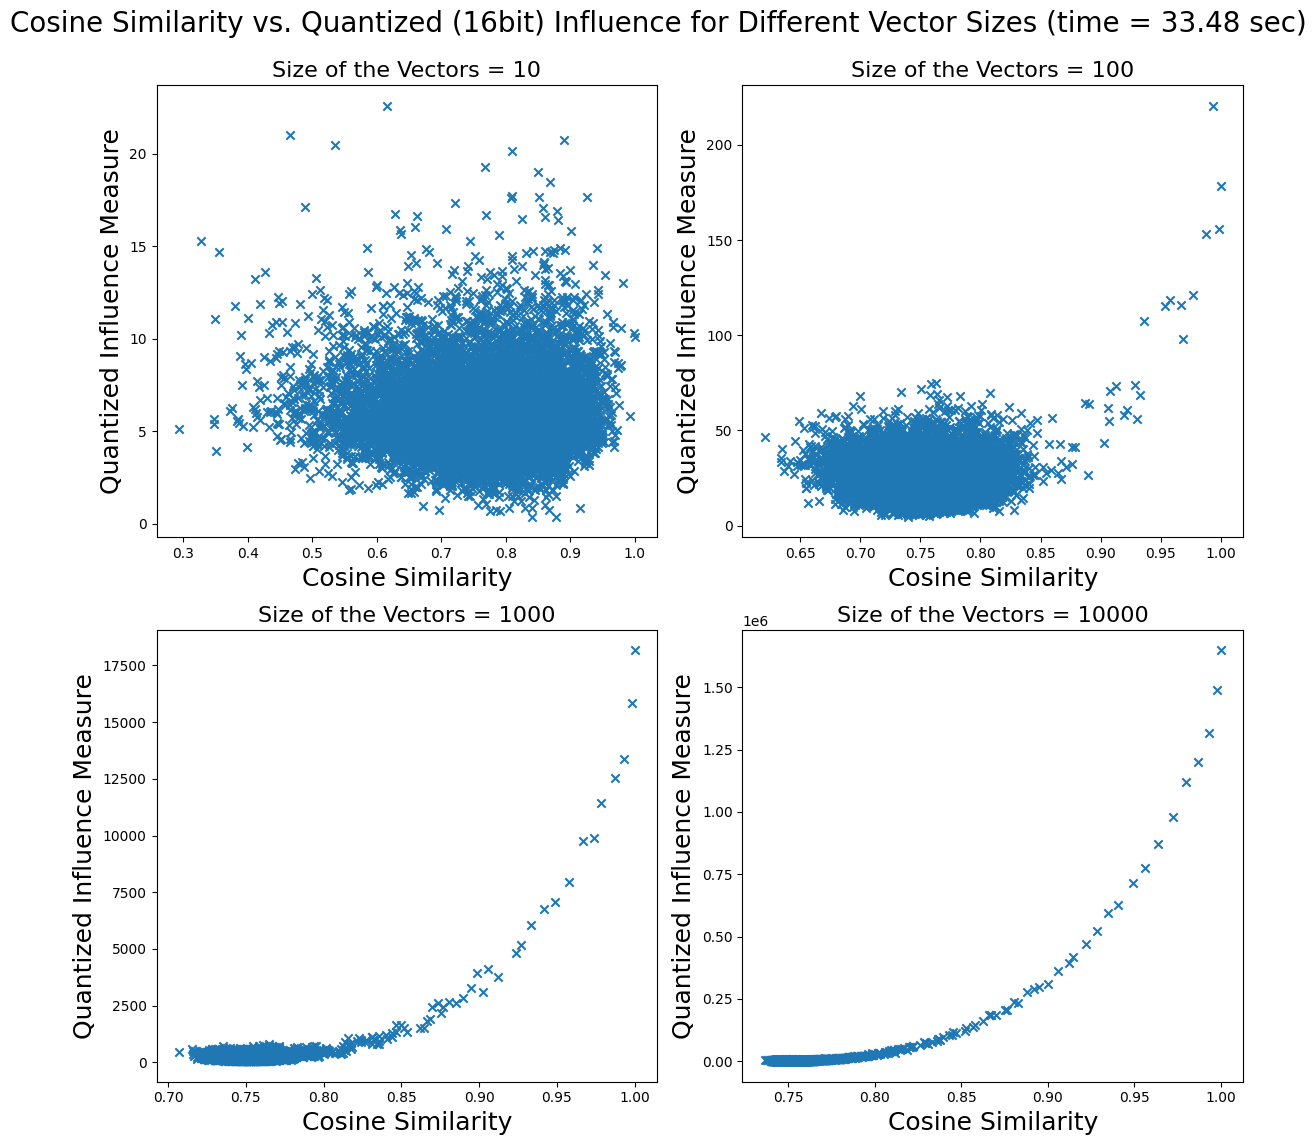 Cosine Similarity vs. Quantized (16bit) Influence for Different Vector Sizes (time = 33.48 sec)
Size of the Vectors = 10
Quantized Influence Measure
20
15
10
5
0
0.3 0.4 0.5 0.6 0.7 0.8 0.9 1.0
Cosine Similarity
Size of the Vectors = 100
Quantized Influence Measure
200
150
100
50
0
0.65 0.70 0.75 0.80 0.85 0.90 0.95 1.00
Cosine Similarity
Size of the Vectors = 1000
Quantized Influence Measure
17500
15000
12500
10000
7500
5000
2500
0
0.70 0.75 0.80 0.85 0.90 0.95 1.00
Cosine Similarity
Size of the Vectors = 10000
1e6
Quantized Influence Measure
1.50
1.25
1.00
0.75
0.50
0.25
0.00
0.75 0.80 0.85 0.90 0.95 1.00
Cosine Similarity